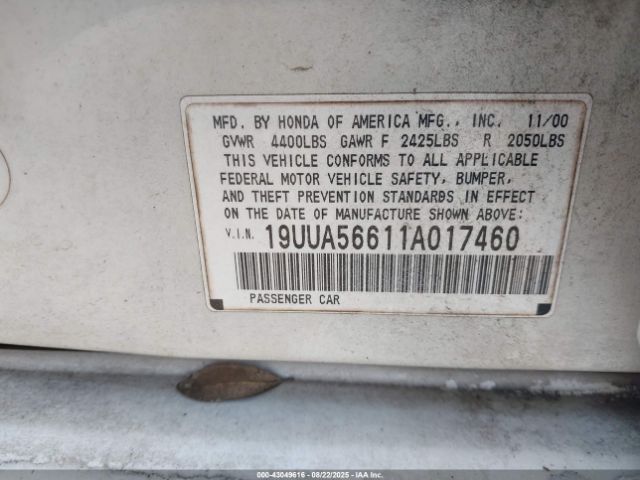 MFD. BY HONDA OF AMERICA MFG., INC. 11/00
GVWR 4400LBS GAWR F 2425LBS R 2050LBS
THIS VEHICLE CONFORMS TO ALL APPLICABLE
FEDERAL MOTOR VEHICLE SAFETY, BUMPER,
AND THEFT PREVENTION STANDARDS IN EFFECT
ON THE DATE OF MANUFACTURE SHOWN ABOVE:
V.I.N. 19UUA56611A017460
PASSENGER CAR
000-43049616 - 08/22/2025 - IAAI.COM